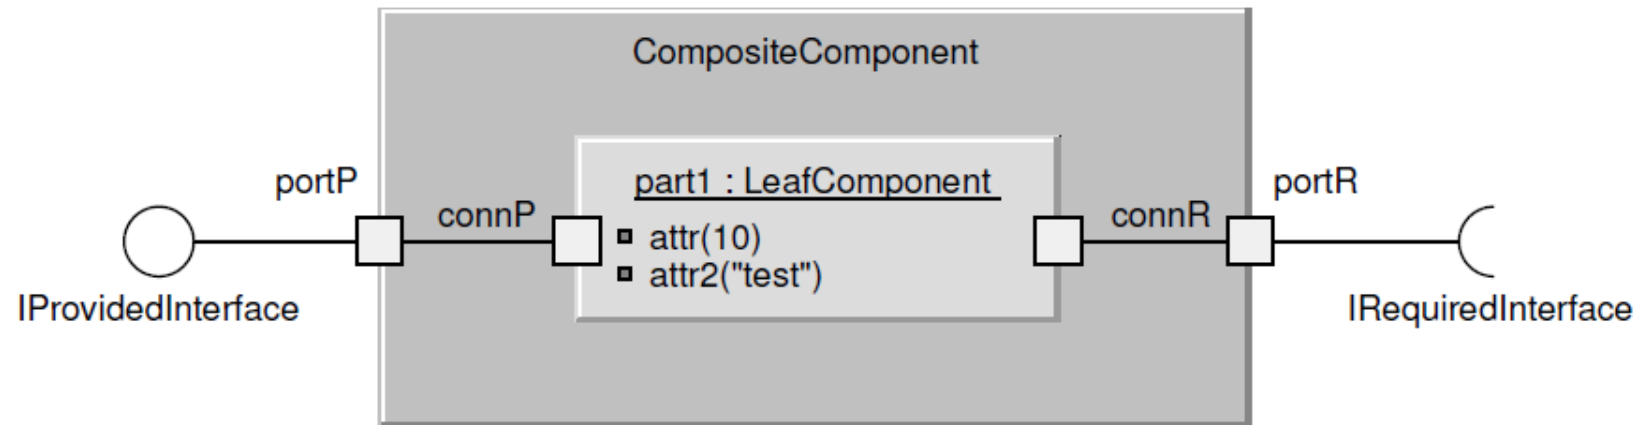 CompositeComponent
portP
part1 : LeafComponent
portR
connP
connR
attr(10)
attr2("test")
IProvidedInterface
IRequiredInterface